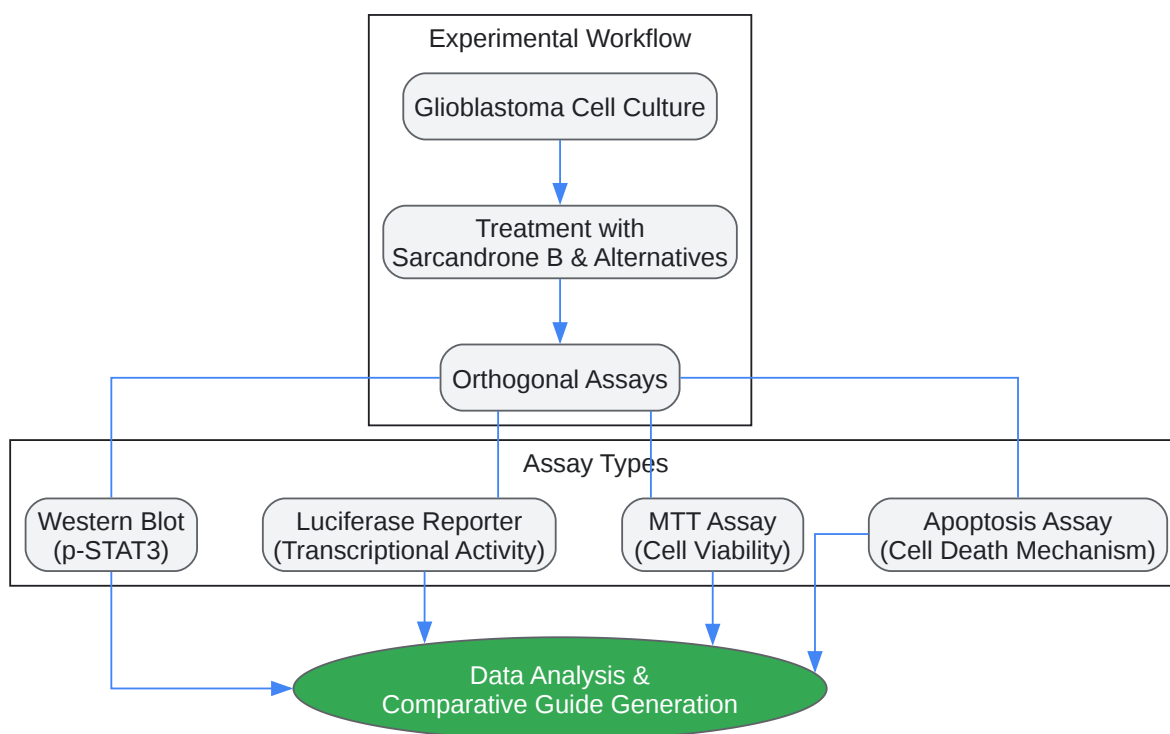 Experimental Workflow
Glioblastoma Cell Culture
Treatment with
Sarcandrone B & Alternatives
Orthogonal Assays
Assay Types
Western Blot
(p-STAT3)
Luciferase Reporter
(Transcriptional Activity)
MTT Assay
(Cell Viability)
Apoptosis Assay
(Cell Death Mechanism)
Data Analysis &
Comparative Guide Generation